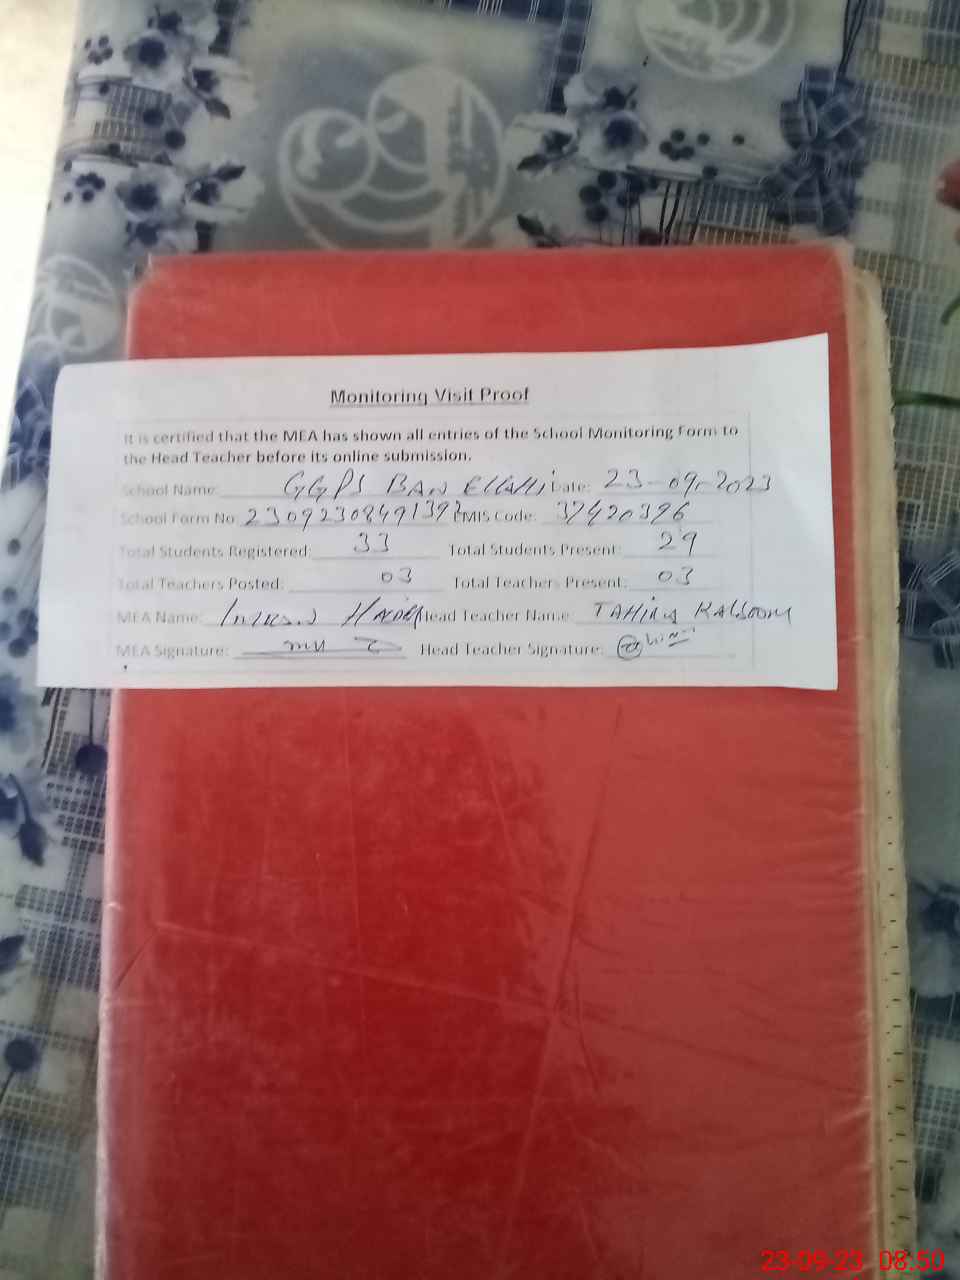 Monitoring Visit Proof
It is certified that the MEA has shown all entries of the School Monitoring Form to
the Head Teacher before its online submission.
School Name: GGPS BAN ELLAHI Date: 23-09-2023
School Form No 23092308491392 EMIS Code: 37420396
Total Students Registered: 33 Total Students Present: 29
Total Teachers Posted: 03 Total Teachers Present: 03
MEA Name: Head Teacher Name: TAHIRA KALSOOM
MEA Signature: Head Teacher Signature:
23-09-23 08:50